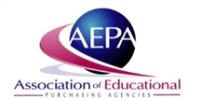 AEPA
Association of Educational
PURCHASING AGENCIES